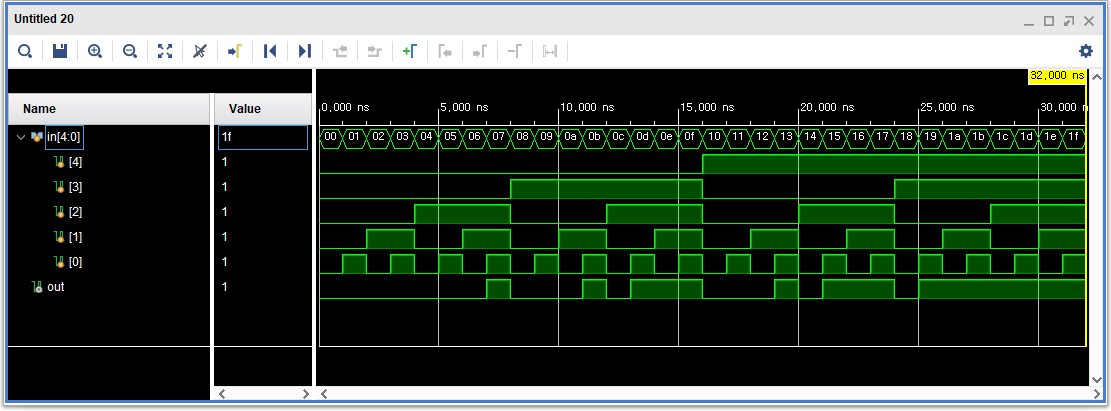 Untitled 20
32,000 ns
Name Value
0,000 ns 5,000 ns 10,000 ns 15,000 ns 20,000 ns 25,000 ns 30,000 n
in[4:0] 1f 00 01 02 03 04 05 06 07 08 09 0a 0b 0c 0d 0e 0f 10 11 12 13 14 15 16 17 18 19 1a 1b 1c 1d 1e 1f
[4] 1
[3] 1
[2] 1
[1] 1
[0] 1
out 1